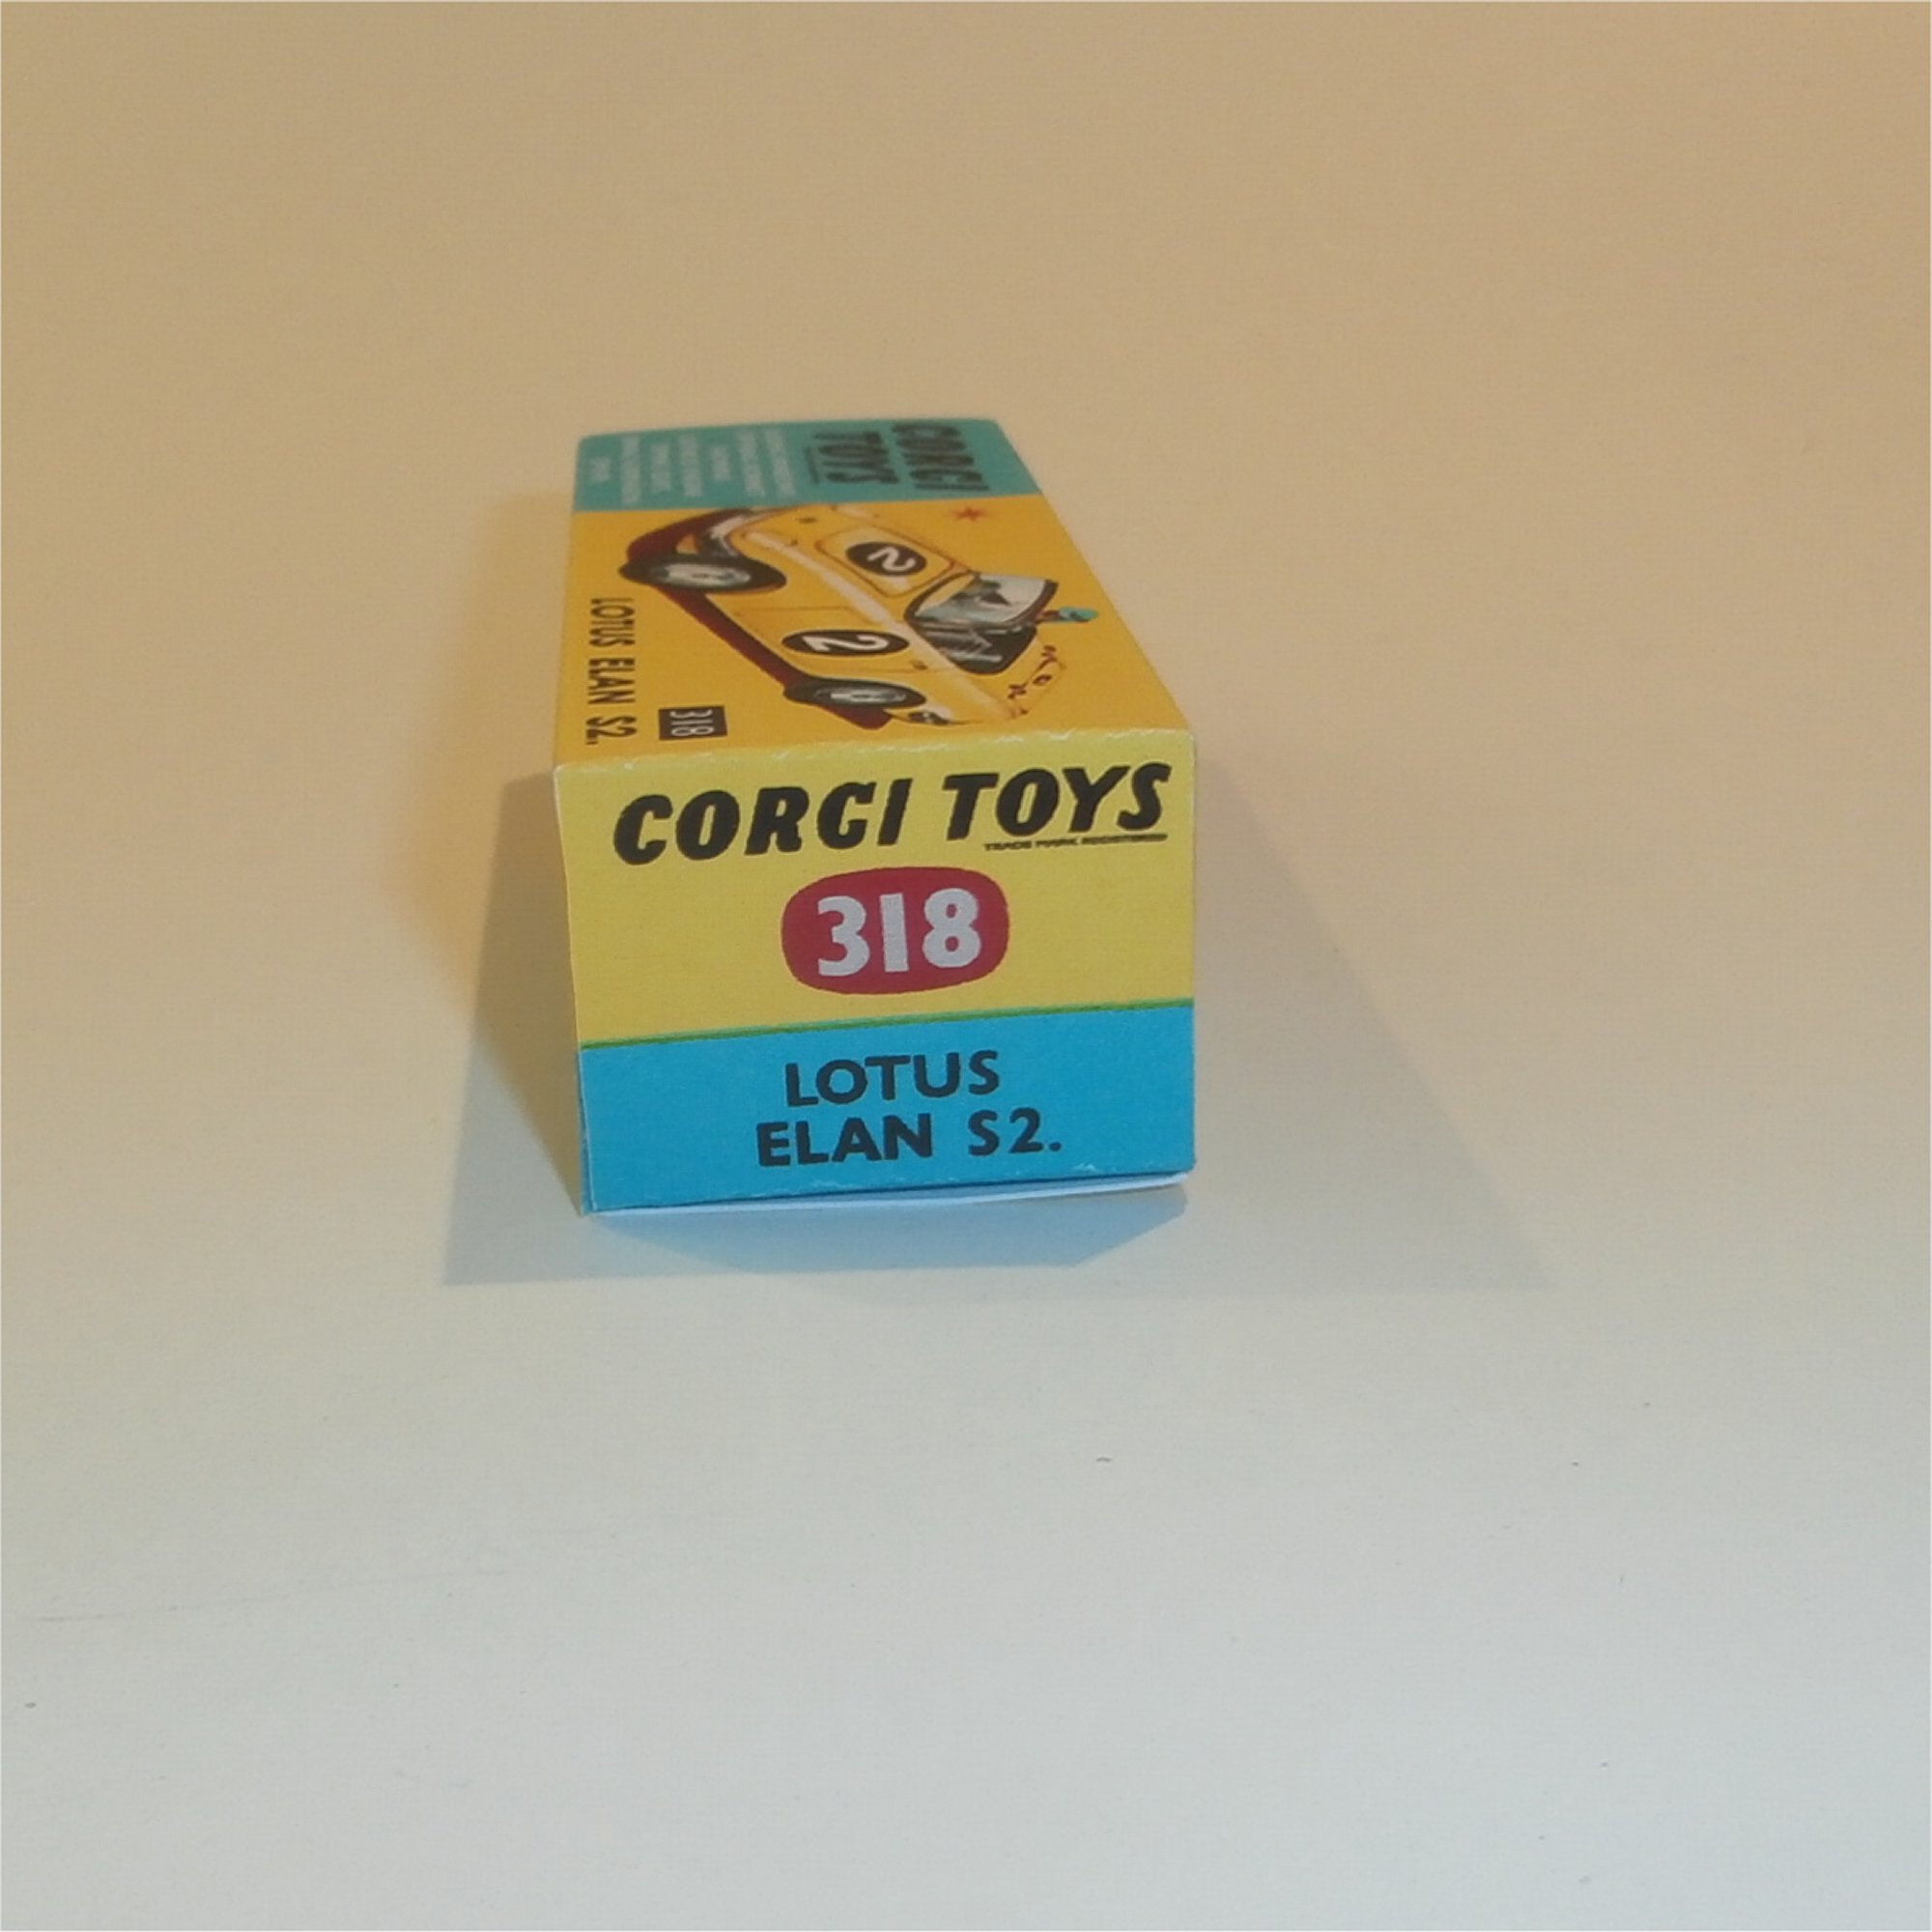 CORGI
TOYS
2
2
LOTUS ELAN S2.
318
CORGI TOYS
TRADE MARK REGISTERED
318
LOTUS
ELAN S2.